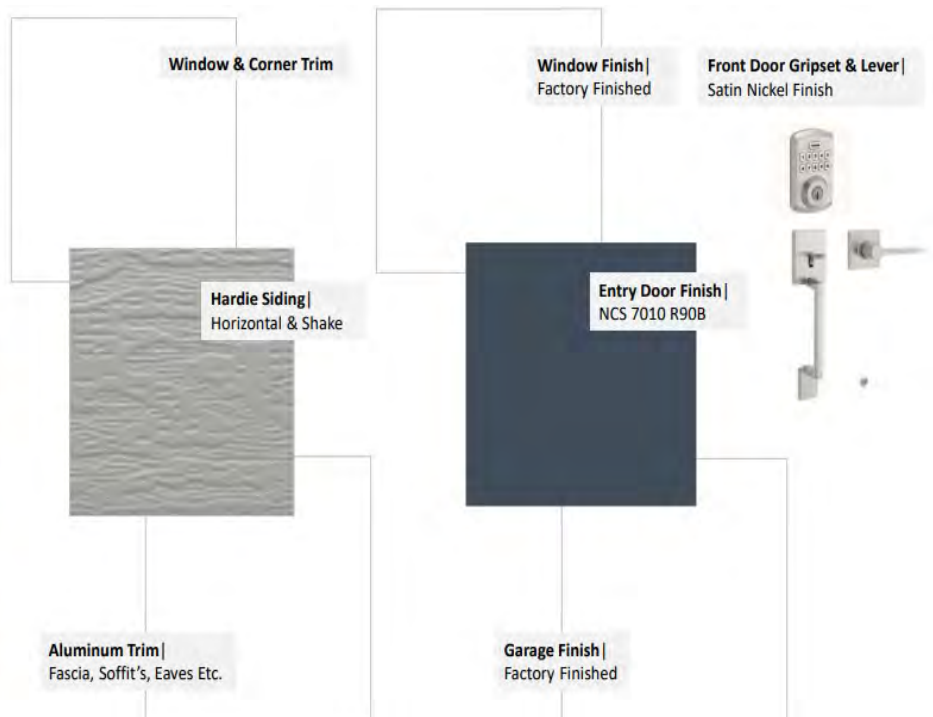 Window & Corner Trim
Window Finish|
Factory Finished
Front Door Gripset & Lever|
Satin Nickel Finish
Hardie Siding|
Horizontal & Shake
Entry Door Finish|
NCS 7010 R90B
Aluminum Trim|
Fascia, Soffit's, Eaves Etc.
Garage Finish|
Factory Finished